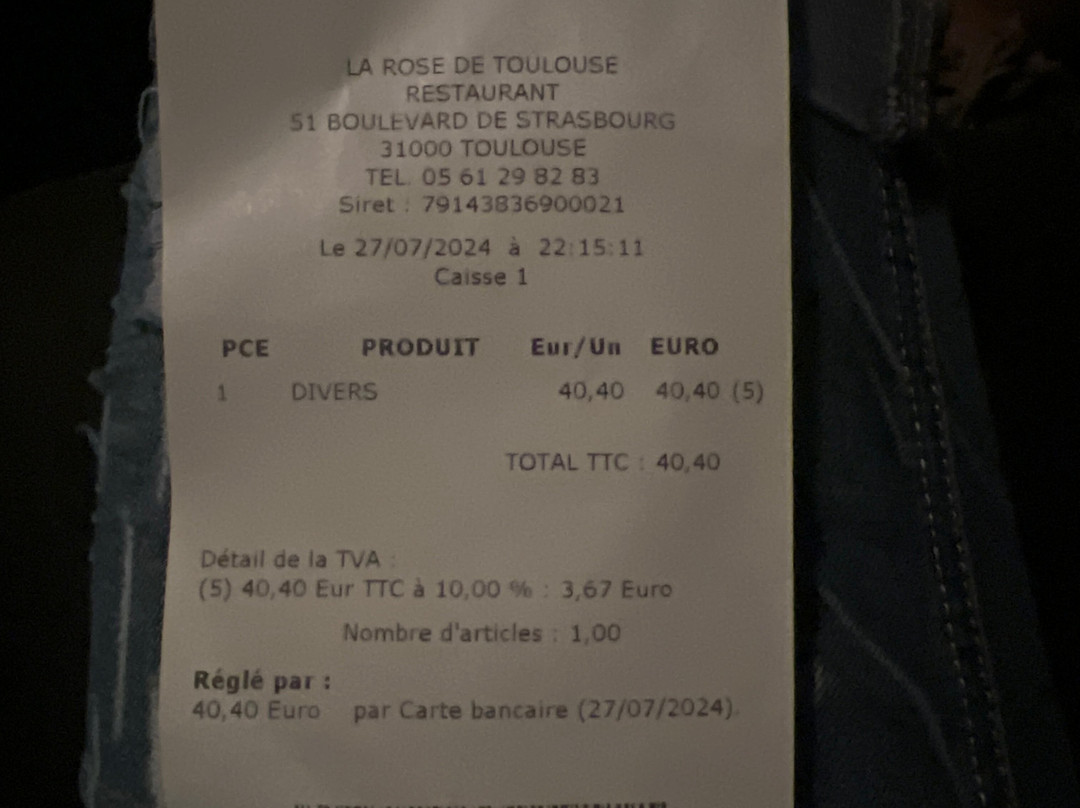 LA ROSE DE TOULOUSE
RESTAURANT
51 BOULEVARD DE STRASBOURG
31000 TOULOUSE
TEL. 05 61 29 82 83
Siret : 79143836900021
Le 27/07/2024 à 22:15:11
Caisse 1
PCE PRODUIT Eur/Un EURO
1 DIVERS 40,40 40,40 (5)
TOTAL TTC : 40,40
Détail de la TVA :
(5) 40,40 Eur TTC à 10,00 % : 3,67 Euro
Nombre d'articles : 1,00
Réglé par :
40,40 Euro par Carte bancaire (27/07/2024).